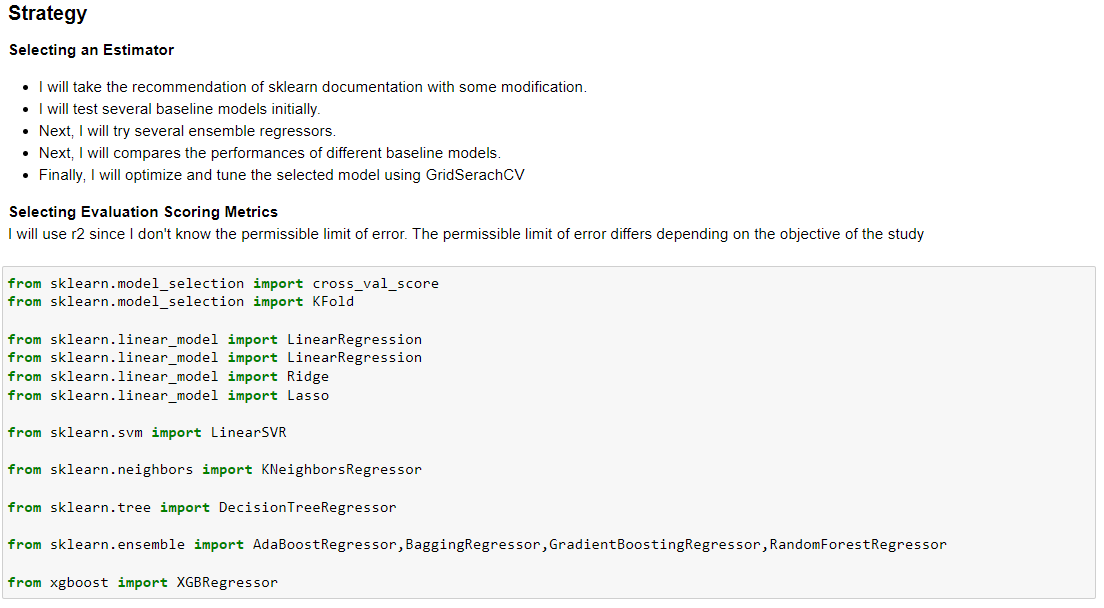 Strategy
Selecting an Estimator
• I will take the recommendation of sklearn documentation with some modification.
• I will test several baseline models initially.
• Next, I will try several ensemble regressors.
• Next, I will compares the performances of different baseline models.
• Finally, I will optimize and tune the selected model using GridSerachCV
Selecting Evaluation Scoring Metrics
I will use r2 since I don't know the permissible limit of error. The permissible limit of error differs depending on the objective of the study
from sklearn.model_selection import cross_val_score
from sklearn.model_selection import KFold
from sklearn.linear_model import LinearRegression
from sklearn.linear_model import LinearRegression
from sklearn.linear_model import Ridge
from sklearn.linear_model import Lasso
from sklearn.svm import LinearSVR
from sklearn.neighbors import KNeighborsRegressor
from sklearn.tree import DecisionTreeRegressor
from sklearn.ensemble import AdaBoostRegressor,BaggingRegressor,GradientBoostingRegressor,RandomForestRegressor
from xgboost import XGBRegressor